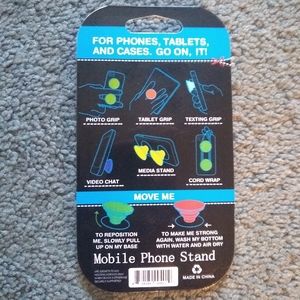 FOR PHONES, TABLETS,
AND CASES. GO ON, IT!
PHOTO GRIP TABLET GRIP TEXTING GRIP
VIDEO CHAT MEDIA STAND CORD WRAP
MOVE ME
TO REPOSITION
ME, SLOWLY PULL
UP ON MY BASE
TO MAKE ME STRONG
AGAIN, WASH MY BOTTOM
WITH WATER AND AIR DRY
Mobile Phone Stand
MADE IN CHINA